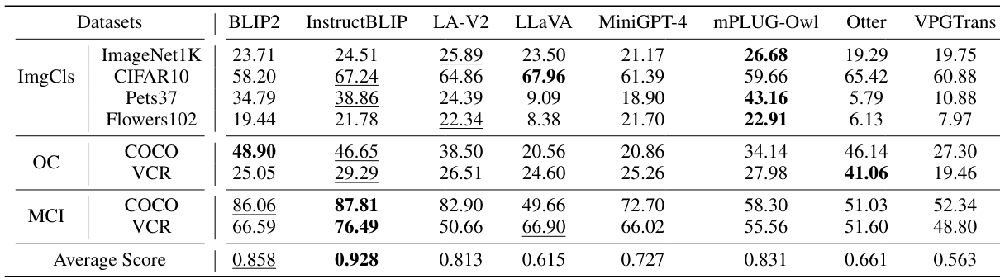 Datasets BLIP2 InstructBLIP LA-V2 LLaVA MiniGPT-4 mPLUG-Owl Otter VPGTrans
ImageNet1K 23.71 24.51 25.89 23.50 21.17 26.68 19.29 19.75
ImgCls CIFAR10 58.20 67.24 64.86 67.96 61.39 59.66 65.42 60.88
Pets37 34.79 38.86 24.39 9.09 18.90 43.16 5.79 10.88
Flowers102 19.44 21.78 22.34 8.38 21.70 22.91 6.13 7.97
OC COCO 48.90 46.65 38.50 20.56 20.86 34.14 46.14 27.30
VCR 25.05 29.29 26.51 24.60 25.26 27.98 41.06 19.46
MCI COCO 86.06 87.81 82.90 49.66 72.70 58.30 51.03 52.34
VCR 66.59 76.49 50.66 66.90 66.02 55.56 51.60 48.80
Average Score 0.858 0.928 0.813 0.615 0.727 0.831 0.661 0.563